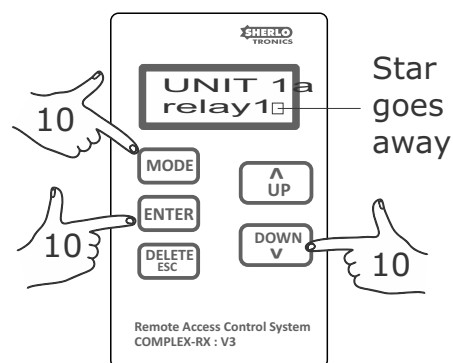 SHERLO
TRONICS
UNIT 1a
relay1
Star
goes
away
10
MODE
UP
ENTER
10
DOWN
10
DELETE
ESC
Remote Access Control System
COMPLEX-RX : V3